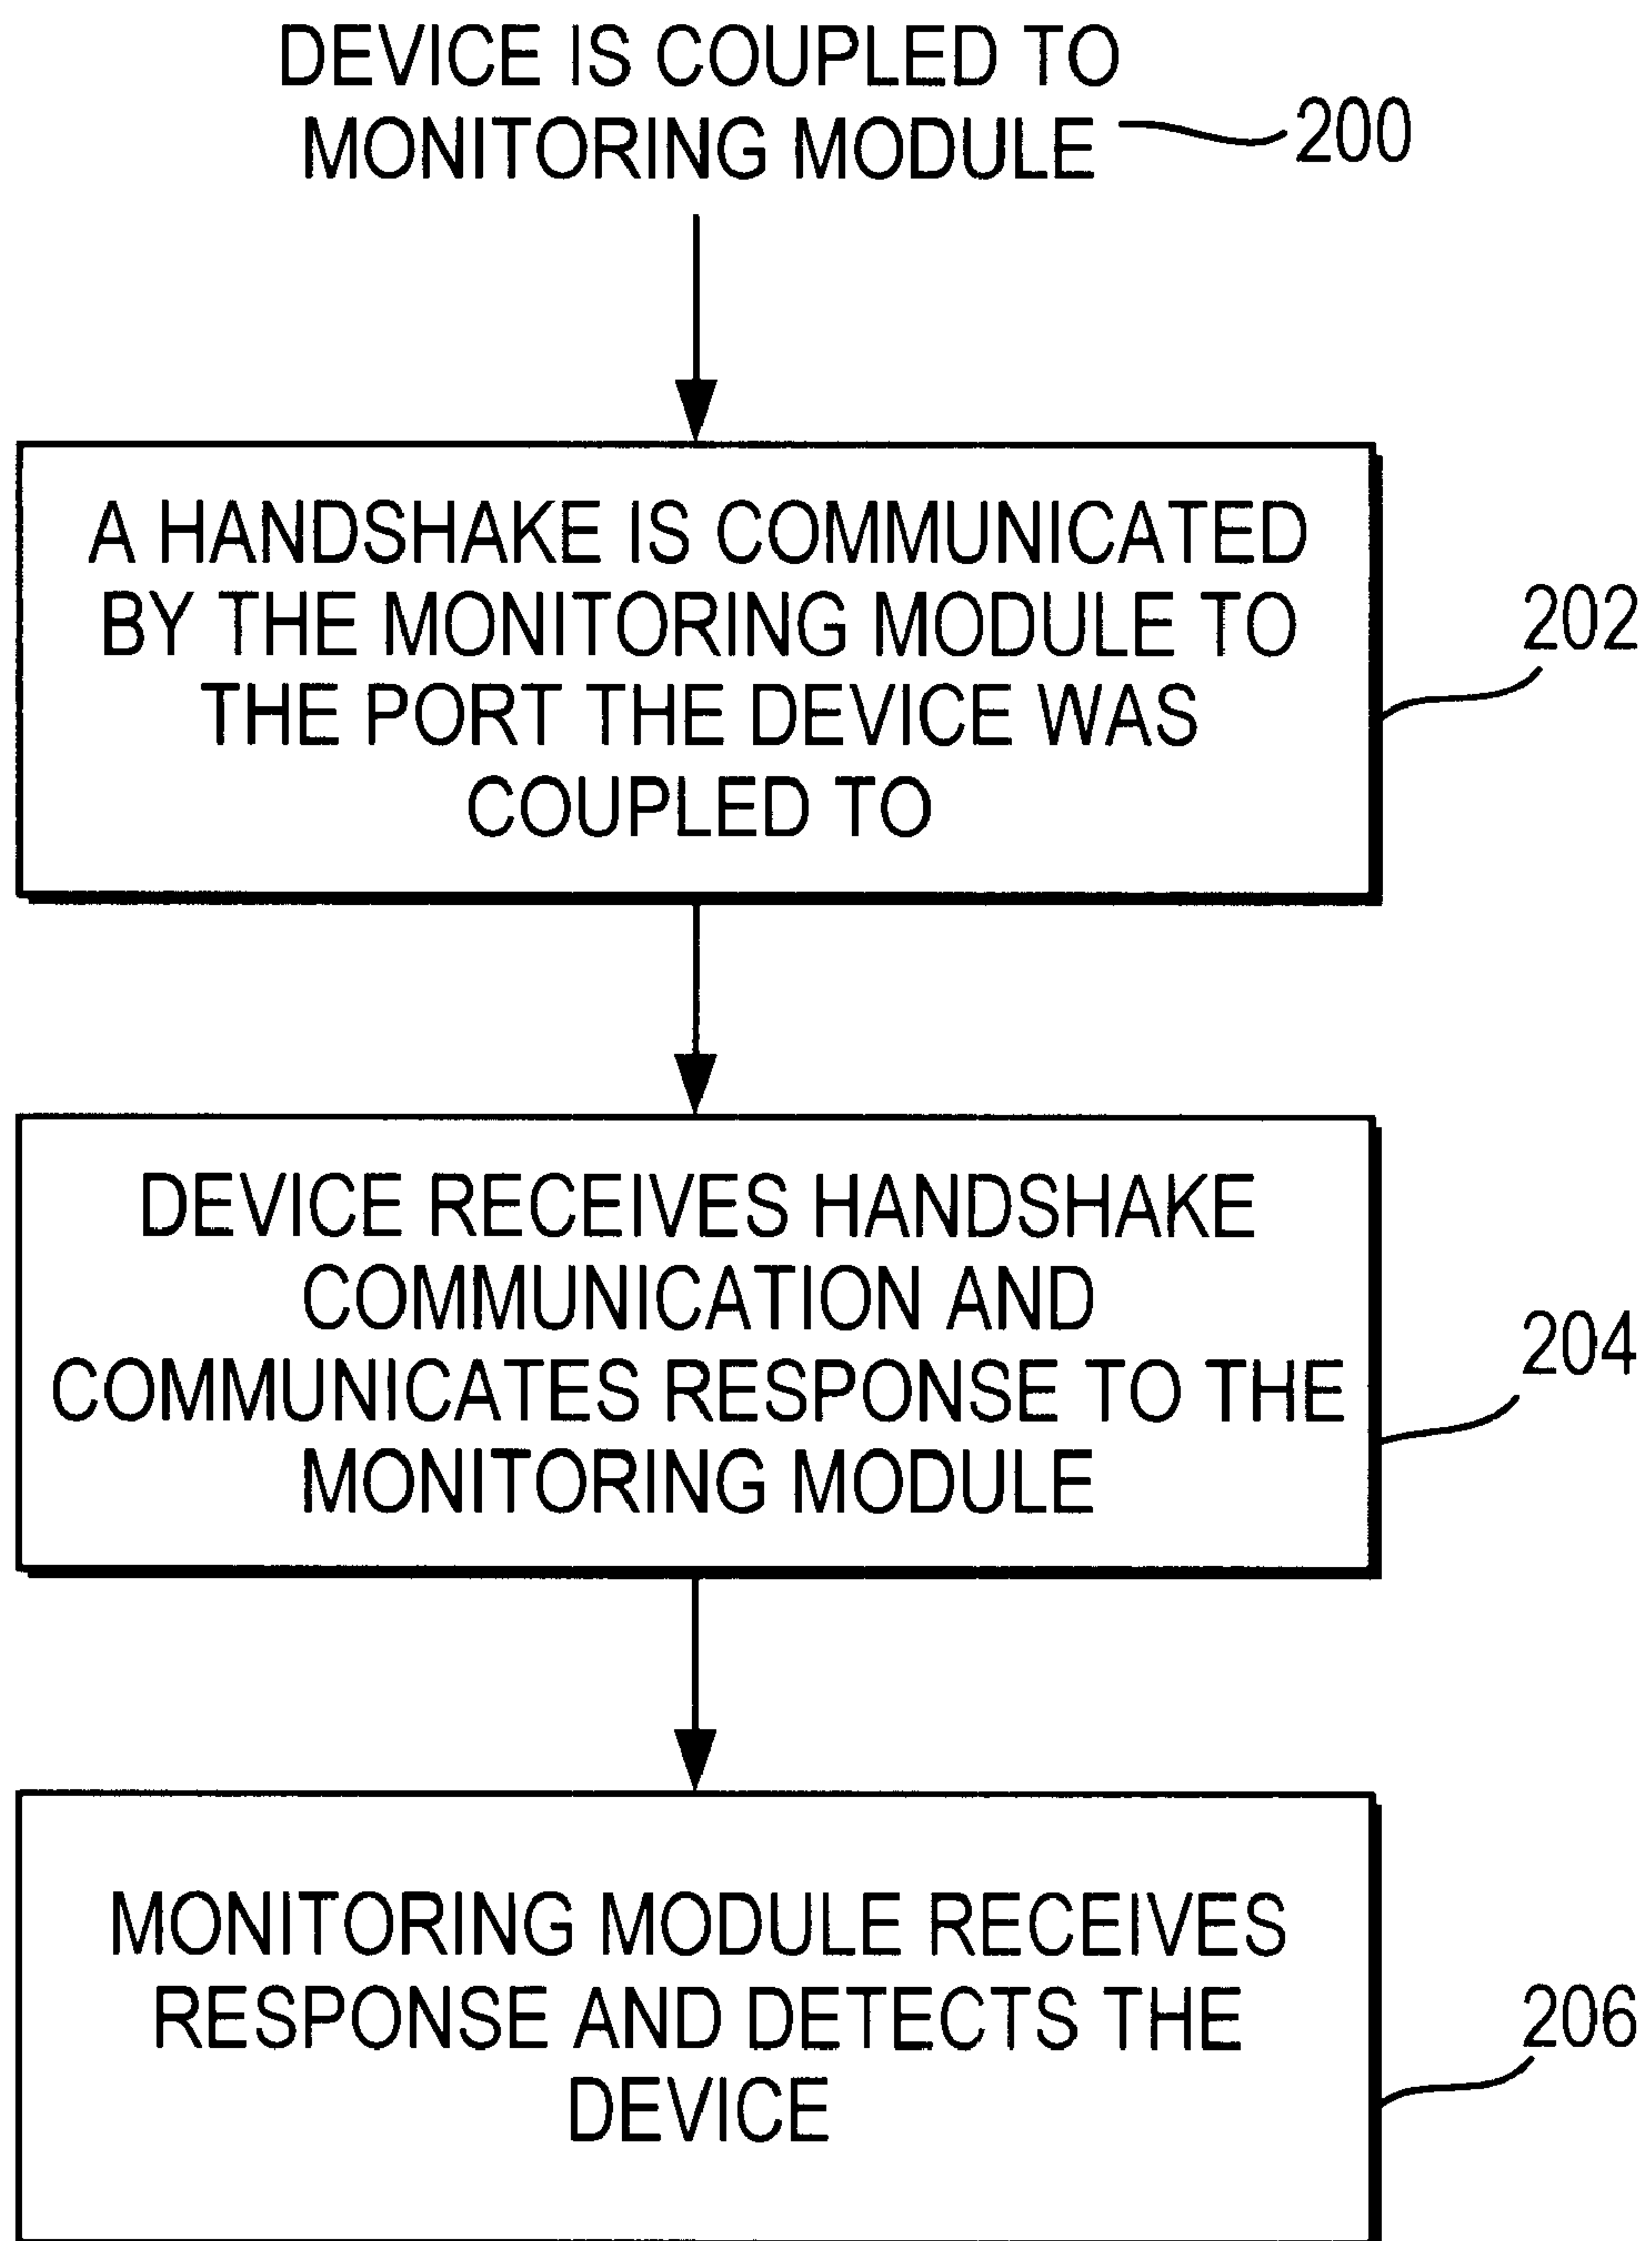 DEVICE IS COUPLED TO
MONITORING MODULE
200
A HANDSHAKE IS COMMUNICATED
BY THE MONITORING MODULE TO
THE PORT THE DEVICE WAS
COUPLED TO
202
DEVICE RECEIVES HANDSHAKE
COMMUNICATION AND
COMMUNICATES RESPONSE TO THE
MONITORING MODULE
204
MONITORING MODULE RECEIVES
RESPONSE AND DETECTS THE
DEVICE
206